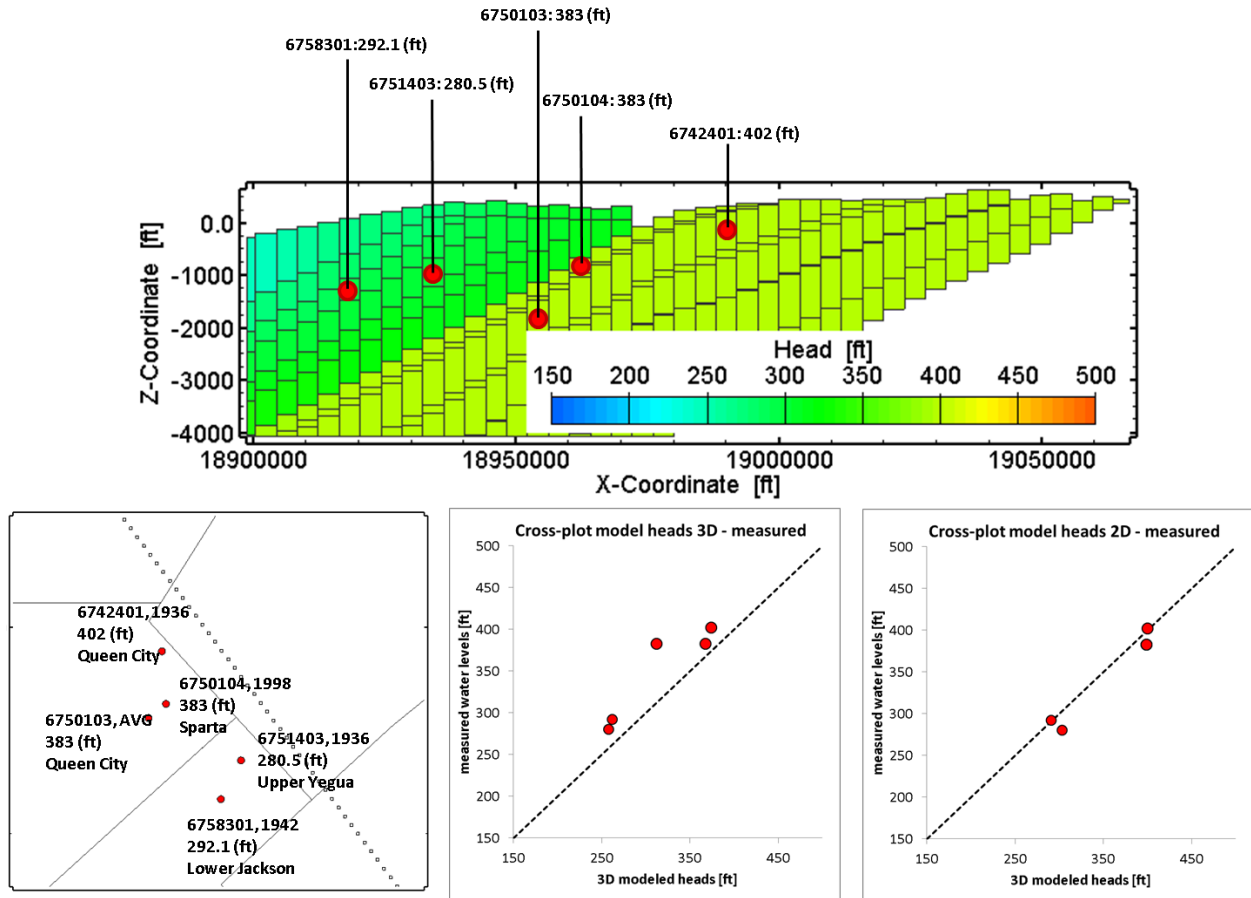 6750103: 383 (ft)
6758301:292.1 (ft)
6751403: 280.5 (ft)
6750104: 383 (ft)
6742401: 402 (ft)
Z-Coordinate [ft]
0.0
-1000
-2000
-3000
-4000
Head [ft]
150 200 250 300 350 400 450 500
18900000 18950000 19000000 19050000
X-Coordinate [ft]
6742401,1936
402 (ft)
Queen City
6750104,1998
383 (ft)
Sparta
6750103, AVG
383 (ft)
Queen City
6751403,1936
280.5 (ft)
Upper Yegua
6758301,1942
292.1 (ft)
Lower Jackson
Cross-plot model heads 3D - measured
measured water levels [ft]
500
450
400
350
300
250
200
150
150 250 350 450
3D modeled heads [ft]
Cross-plot model heads 2D - measured
measured water levels [ft]
500
450
400
350
300
250
200
150
150 250 350 450
3D modeled heads [ft]